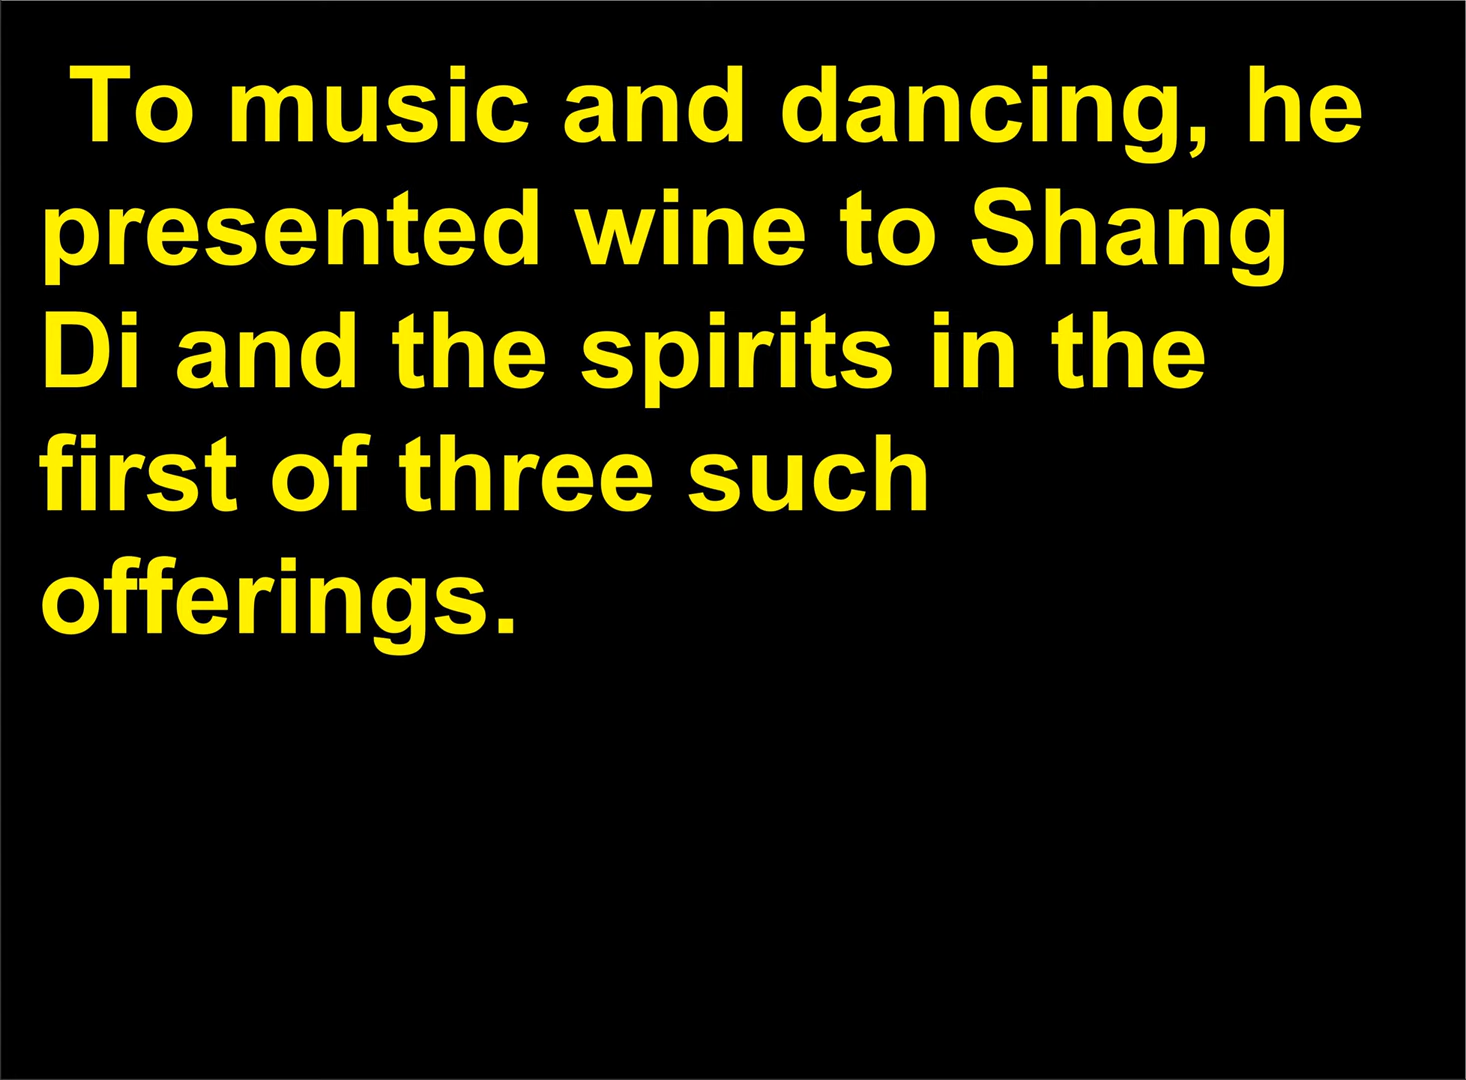 To music and dancing, he
presented wine to Shang
Di and the spirits in the
first of three such
offerings.